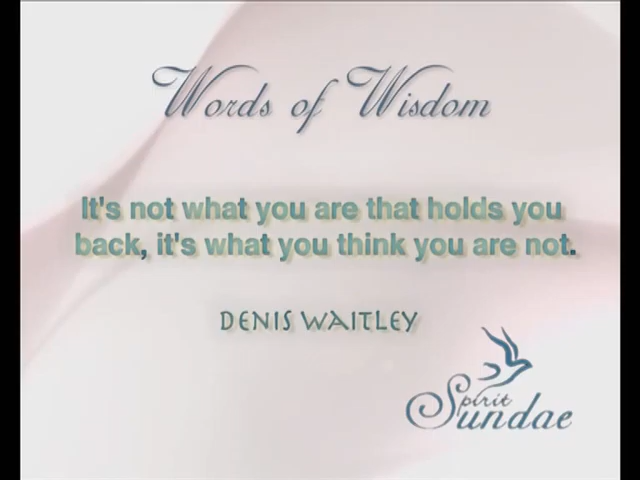 Words of Wisdom
It's not what you are that holds you
back, it's what you think you are not.
DENIS WAITLEY
Spirit
Sundae